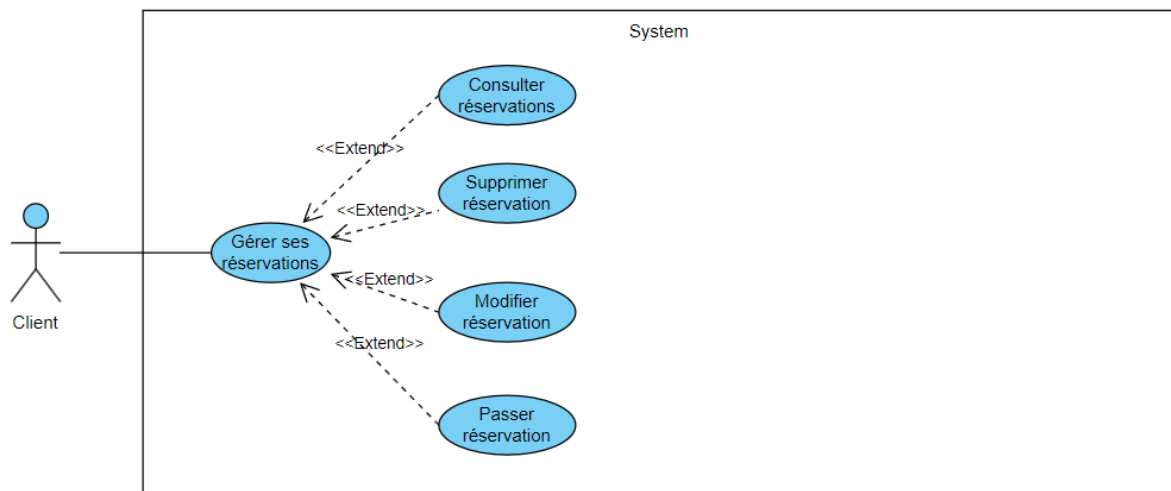 System
Consulter
réservations
<<Extend>>
Supprimer
réservation
<<Extend>>
Gérer ses
réservations
<<Extend>>
Modifier
réservation
Client
<<Extend>>
Passer
réservation